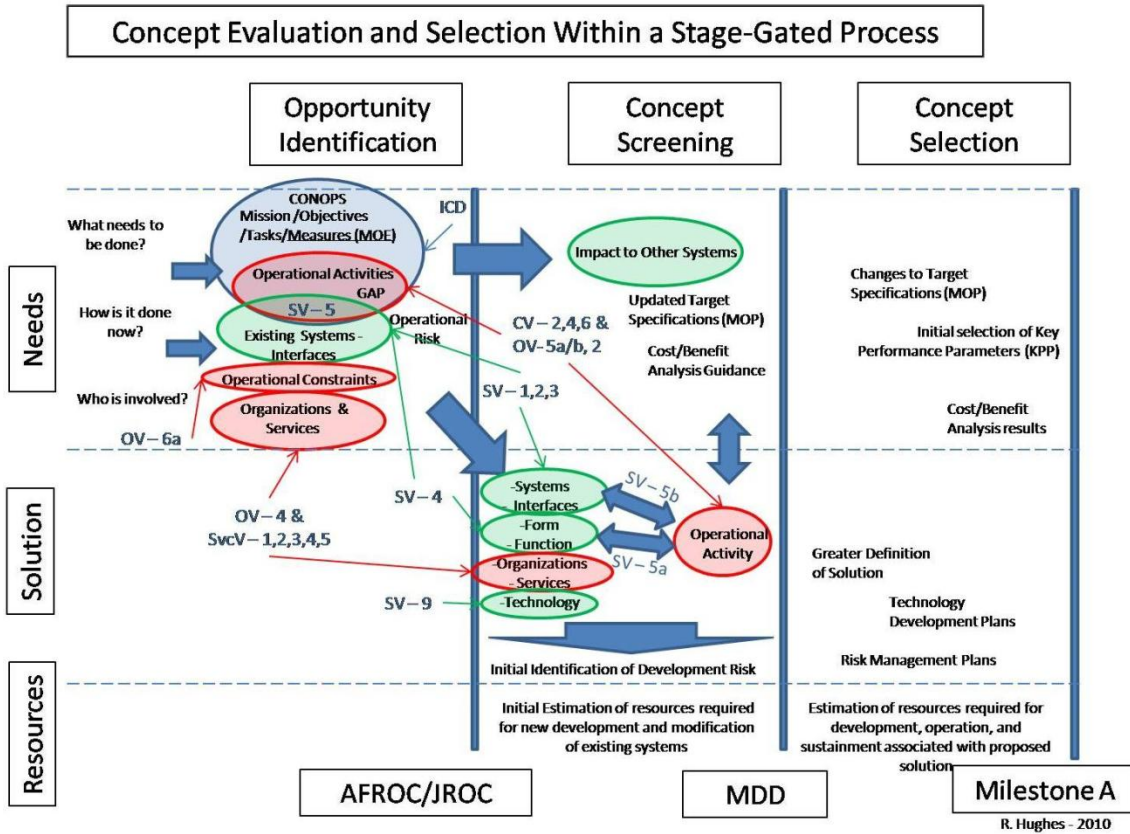 Concept Evaluation and Selection Within a Stage-Gated Process
Opportunity
Identification
Concept
Screening
Concept
Selection
Needs
What needs to
be done?
How is it done
now?
Who is involved?
OV – 6a
CONOPS
Mission /Objectives
/Tasks/Measures (MOE)
Operational Activities
GAP
SV – 5
Existing Systems -
Interfaces
Operational
Risk
Operational Constraints
Organizations &
Services
ICD
CV – 2,4,6 &
OV-5a/b, 2
SV – 1,2,3
Impact to Other Systems
Updated Target
Specifications (MOP)
Cost/Benefit
Analysis Guidance
Changes to Target
Specifications (MOP)
Initial selection of Key
Performance Parameters (KPP)
Cost/Benefit
Analysis results
Solution
SV – 4
OV – 4 &
SvcV – 1,2,3,4,5
SV – 9
-Systems
- Interfaces
-Form
- Function
-Organizations
- Services
-Technology
SV – 5b
SV – 5a
Operational
Activity
Initial Identification of Development Risk
Greater Definition
of Solution
Technology
Development Plans
Risk Management Plans
Resources
Initial Estimation of resources required
for new development and modification
of existing systems
Estimation of resources required for
development, operation, and
sustainment associated with proposed
solution
AFROC/JROC
MDD
Milestone A
R. Hughes - 2010